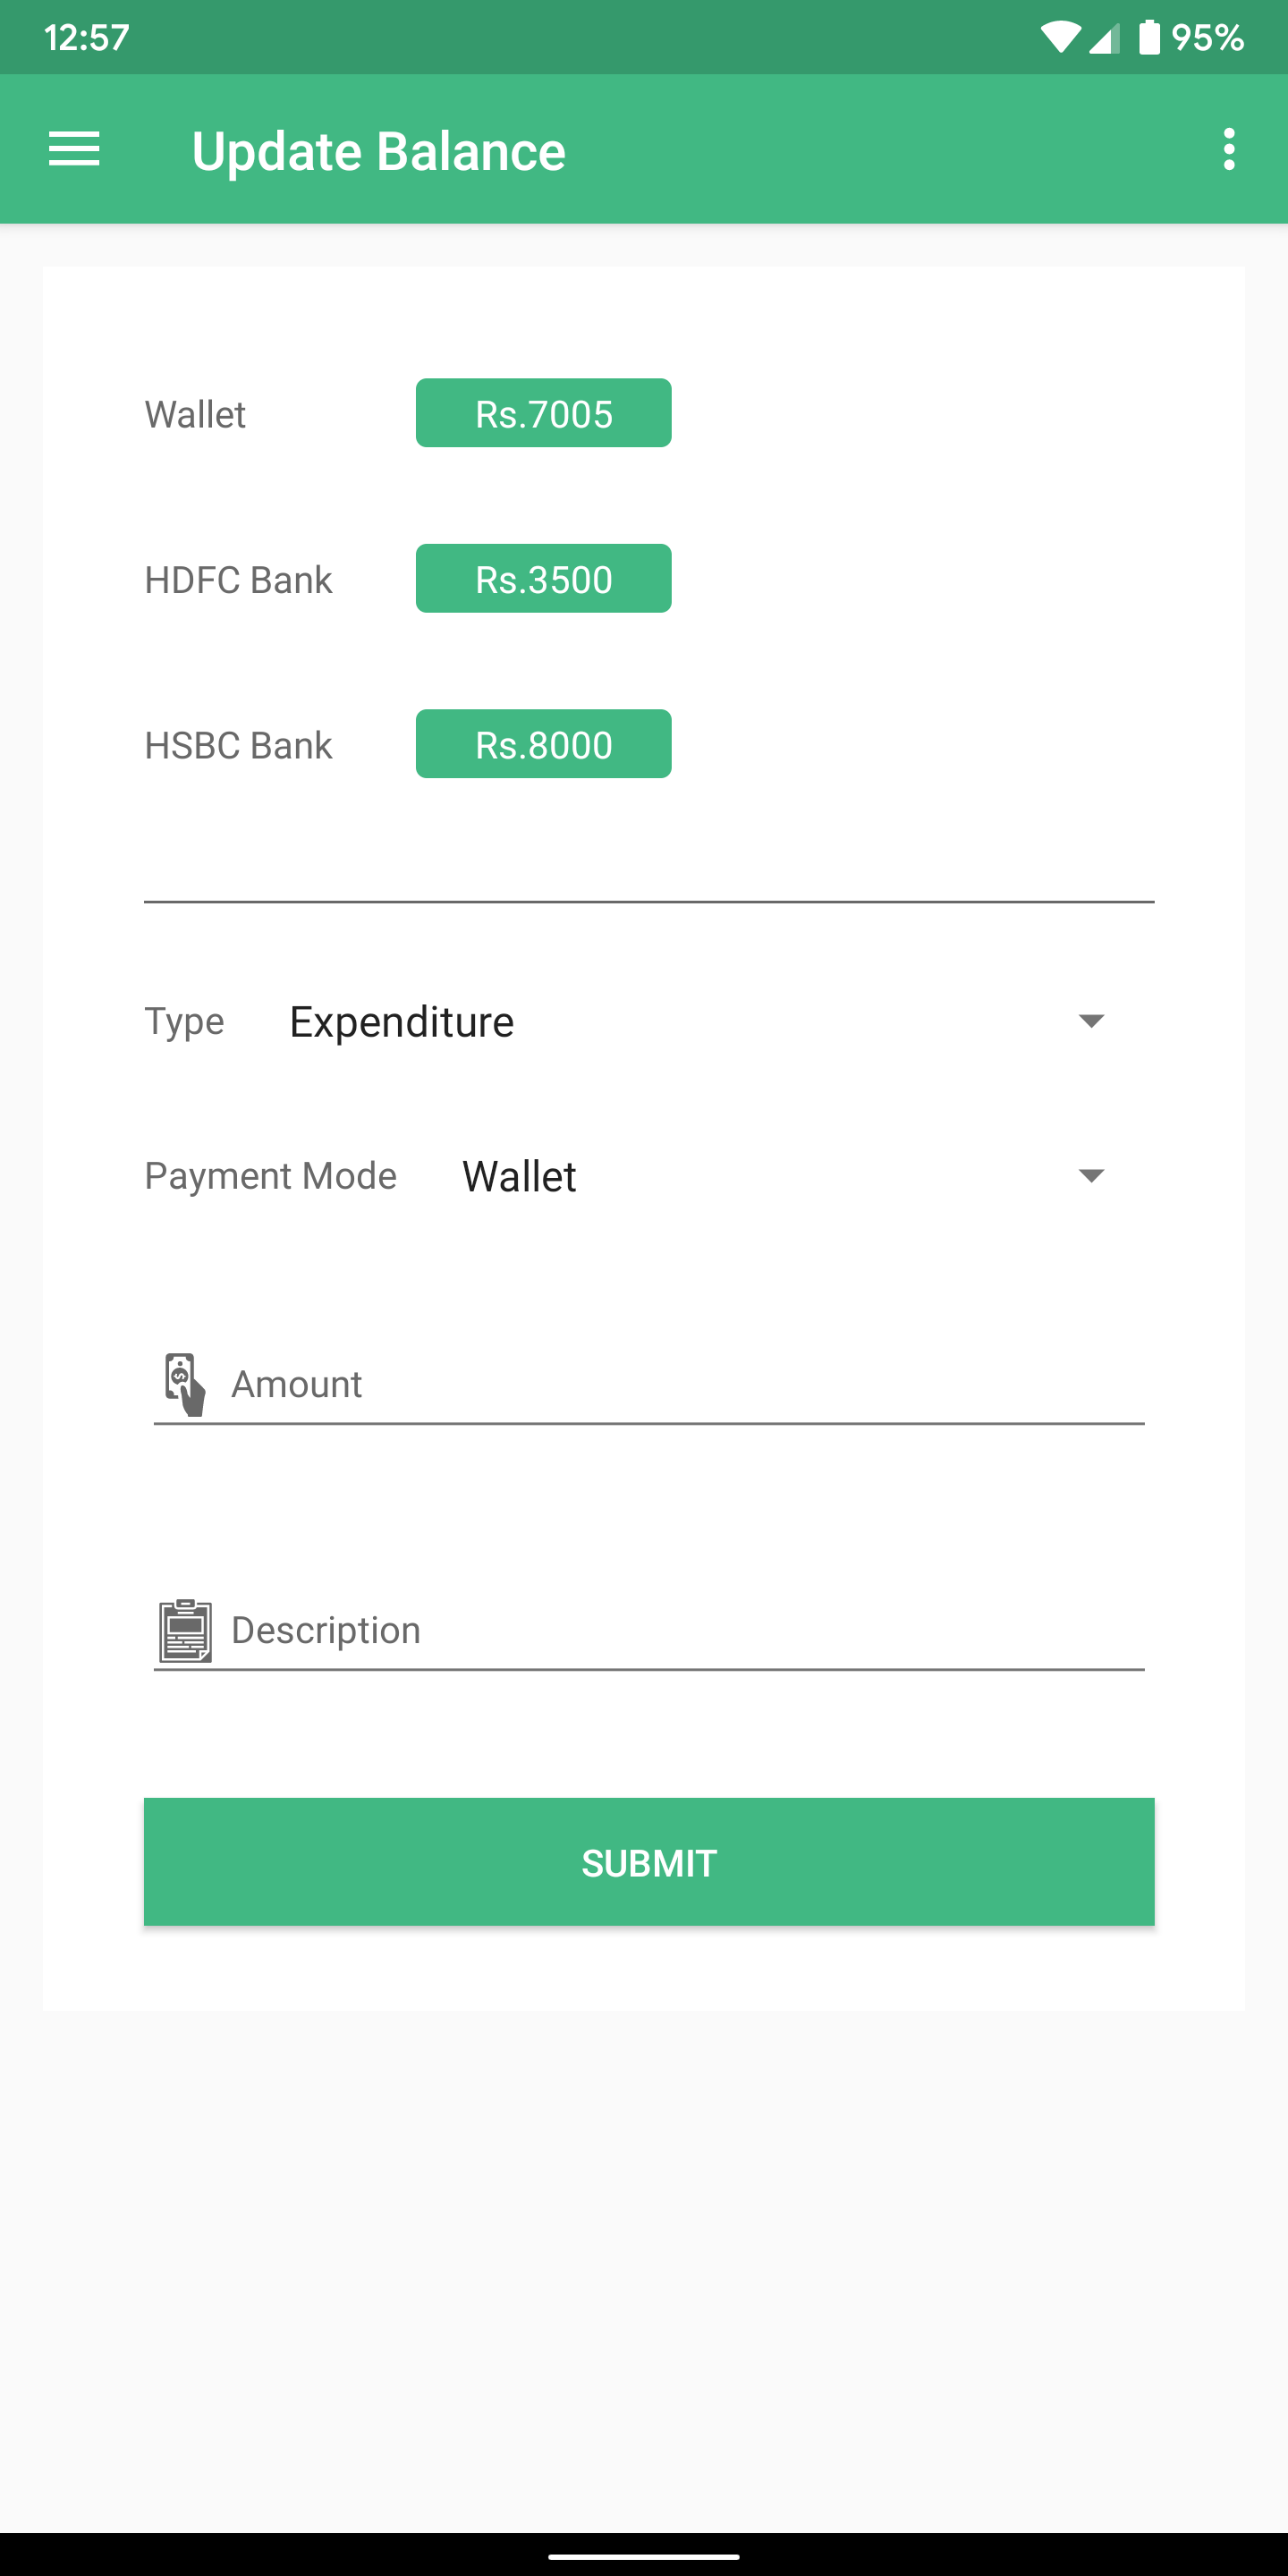 12:57 95%
Update Balance
Wallet Rs.7005
HDFC Bank Rs.3500
HSBC Bank Rs.8000
Type Expenditure
Payment Mode Wallet
Amount
Description
SUBMIT